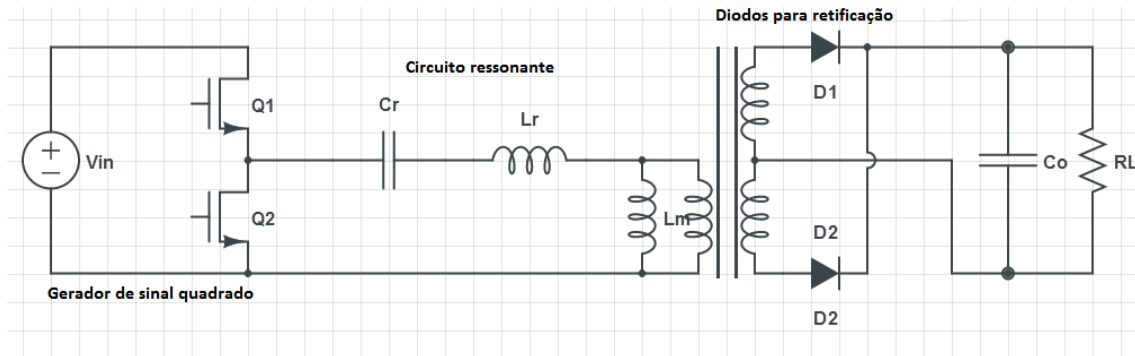 Diodos para retificação
Circuito ressonante
Q1
Cr
Lr
D1
Vin
Co
RL
Q2
Lm
D2
D2
Gerador de sinal quadrado